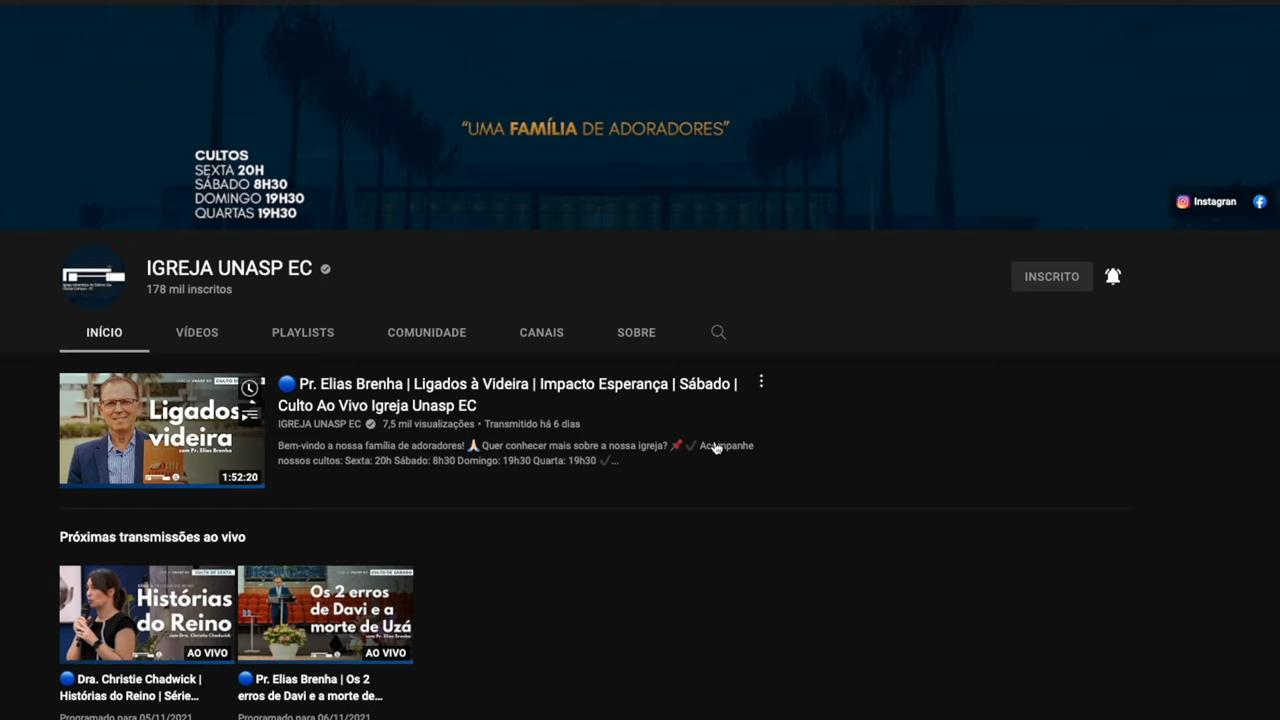 “UMA FAMÍLIA DE ADORADORES”
CULTOS
SEXTA 20H
SÁBADO 8H30
DOMINGO 19H30
QUARTAS 19H30
Instagran
IGREJA UNASP EC
178 mil inscritos
INSCRITO
INÍCIO VÍDEOS PLAYLISTS COMUNIDADE CANAIS SOBRE
Ligados
videira
com Pr. Elias Brenha
1:52:20
🔵 Pr. Elias Brenha | Ligados à Videira | Impacto Esperança | Sábado |
Culto Ao Vivo Igreja Unasp EC
IGREJA UNASP EC 7,5 mil visualizações • Transmitido há 6 dias
Bem-vindo a nossa família de adoradores! 🙏🏻 Quer conhecer mais sobre a nossa igreja? 📌 ✔ Acompanhe
nossos cultos: Sexta: 20h Sábado: 8h30 Domingo: 19h30 Quarta: 19h30 ✔...
Próximas transmissões ao vivo
CULTO DE SEXTA
Histórias
do Reino
com Dra. Christie Chadwick
AO VIVO
CULTO DE SÁBADO
Os 2 erros
de Davi e a
morte de Uzá
com Pr. Elias Brenha
AO VIVO
🔵 Dra. Christie Chadwick |
Histórias do Reino | Série...
Programado para 05/11/2021
🔵 Pr. Elias Brenha | Os 2
erros de Davi e a morte de...
Programado para 06/11/2021